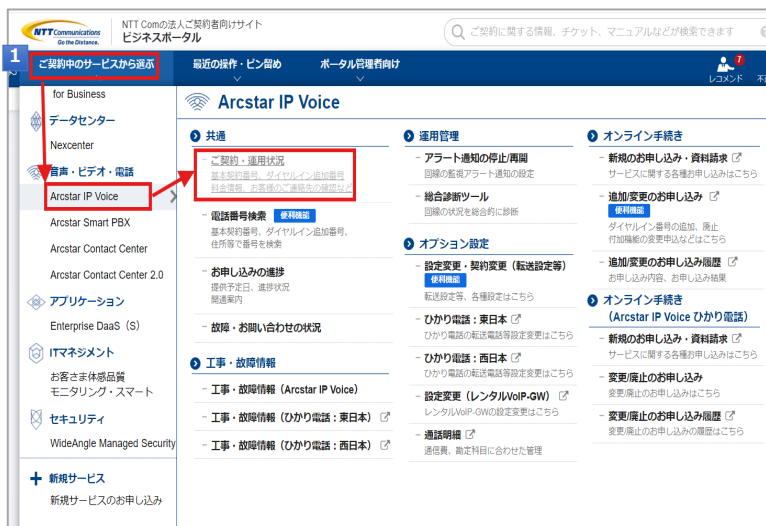 NTT Communications
Go the Distance.
NTT Comの法人ご契約者向けサイト
ビジネスポータル
ご契約に関する情報、チケット、マニュアルなどが検索できます
1
ご契約中のサービスから選ぶ
最近の操作・ピン留め
ポータル管理者向け
7
レコメンド
for Business
データセンター
Nexcenter
音声・ビデオ・電話
Arcstar IP Voice
Arcstar Smart PBX
Arcstar Contact Center
Arcstar Contact Center 2.0
アプリケーション
Enterprise DaaS（S）
ITマネジメント
お客さま体感品質
モニタリング・スマート
セキュリティ
WideAngle Managed Security
新規サービス
新規サービスのお申し込み
Arcstar IP Voice
共通
- ご契約・運用状況
基本契約番号、ダイヤルイン追加番号
料金情報、お客様のご連絡先の確認など
- 電話番号検索 便利機能
基本契約番号、ダイヤルイン追加番号、
住所等で番号を検索
- お申し込みの進捗
提供予定日、進捗状況
開通案内
- 故障・お問い合わせの状況
工事・故障情報
- 工事・故障情報（Arcstar IP Voice）
- 工事・故障情報（ひかり電話：東日本）
- 工事・故障情報（ひかり電話：西日本）
運用管理
- アラート通知の停止/再開
回線の監視アラート通知の設定
- 総合診断ツール
回線の状況を総合的に診断
オプション設定
- 設定変更・契約変更（転送設定等）
便利機能
転送設定等、各種設定はこちら
- ひかり電話：東日本
ひかり電話の転送電話等設定変更はこちら
- ひかり電話：西日本
ひかり電話の転送電話等設定変更はこちら
- 設定変更（レンタルVoIP-GW）
レンタルVoIP-GWの設定変更はこちら
- 通話明細
通信費、勘定科目に合わせた管理
オンライン手続き
- 新規のお申し込み・資料請求
サービスに関する各種お申し込みはこちら
- 追加/変更のお申し込み
便利機能
ダイヤルイン番号の追加、廃止
付加機能の変更申込などはこちら
- 追加/変更のお申し込み履歴
お申し込み内容、お申し込み結果
オンライン手続き
（Arcstar IP Voice ひかり電話）
- 新規のお申し込み・資料請求
サービスに関する各種お申し込みはこちら
- 変更/廃止のお申し込み
変更/廃止のお申し込みはこちら
- 変更/廃止のお申し込み履歴
変更/廃止のお申し込みの履歴はこちら